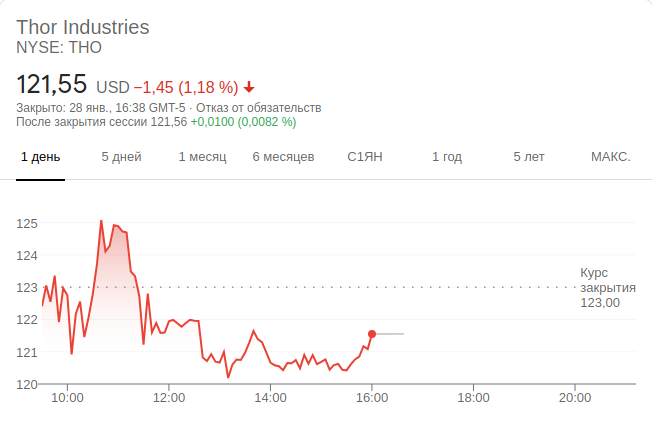 Thor Industries
NYSE: THO
121,55 USD −1,45 (1,18 %)
Закрыто: 28 янв., 16:38 GMT-5 · Отказ от обязательств
После закрытия сессии 121,56 +0,0100 (0,0082 %)
1 день 5 дней 1 месяц 6 месяцев С1ЯН 1 год 5 лет МАКС.
125
124
123
122
121
120
Курс
закрытия
123,00
10:00 12:00 14:00 16:00 18:00 20:00